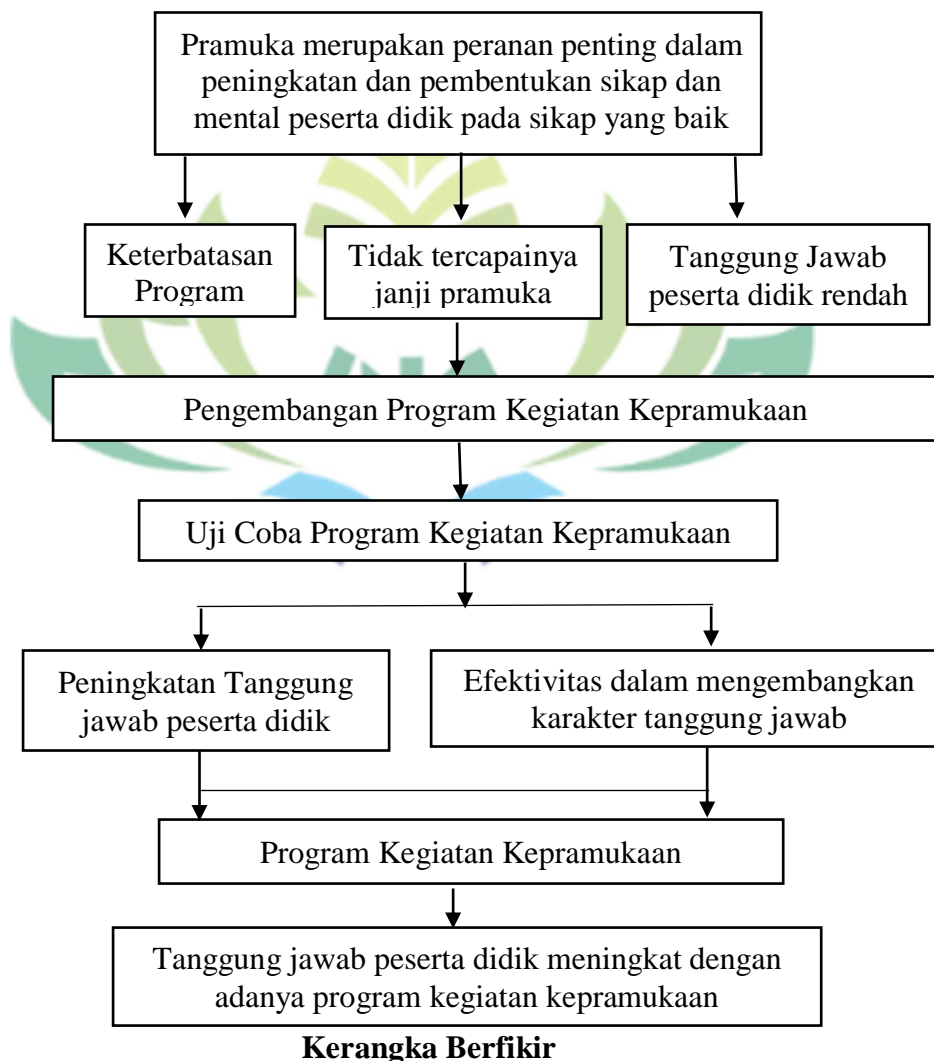 Pramuka merupakan peranan penting dalam
peningkatan dan pembentukan sikap dan
mental peserta didik pada sikap yang baik
Keterbatasan
Program
Tidak tercapainya
janji pramuka
Tanggung Jawab
peserta didik rendah
Pengembangan Program Kegiatan Kepramukaan
Uji Coba Program Kegiatan Kepramukaan
Peningkatan Tanggung
jawab peserta didik
Efektivitas dalam mengembangkan
karakter tanggung jawab
Program Kegiatan Kepramukaan
Tanggung jawab peserta didik meningkat dengan
adanya program kegiatan kepramukaan
Kerangka Berfikir